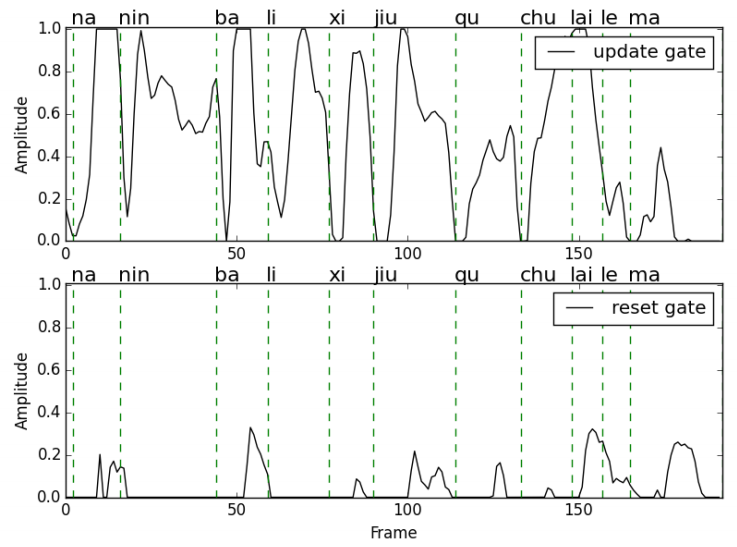 na nin ba li xi jiu qu chu lai le ma
1.0
0.8
0.6
0.4
0.2
0.0
Amplitude
update gate
0 50 100 150
na nin ba li xi jiu qu chu lai le ma
1.0
0.8
0.6
0.4
0.2
0.0
Amplitude
reset gate
0 50 100 150
Frame